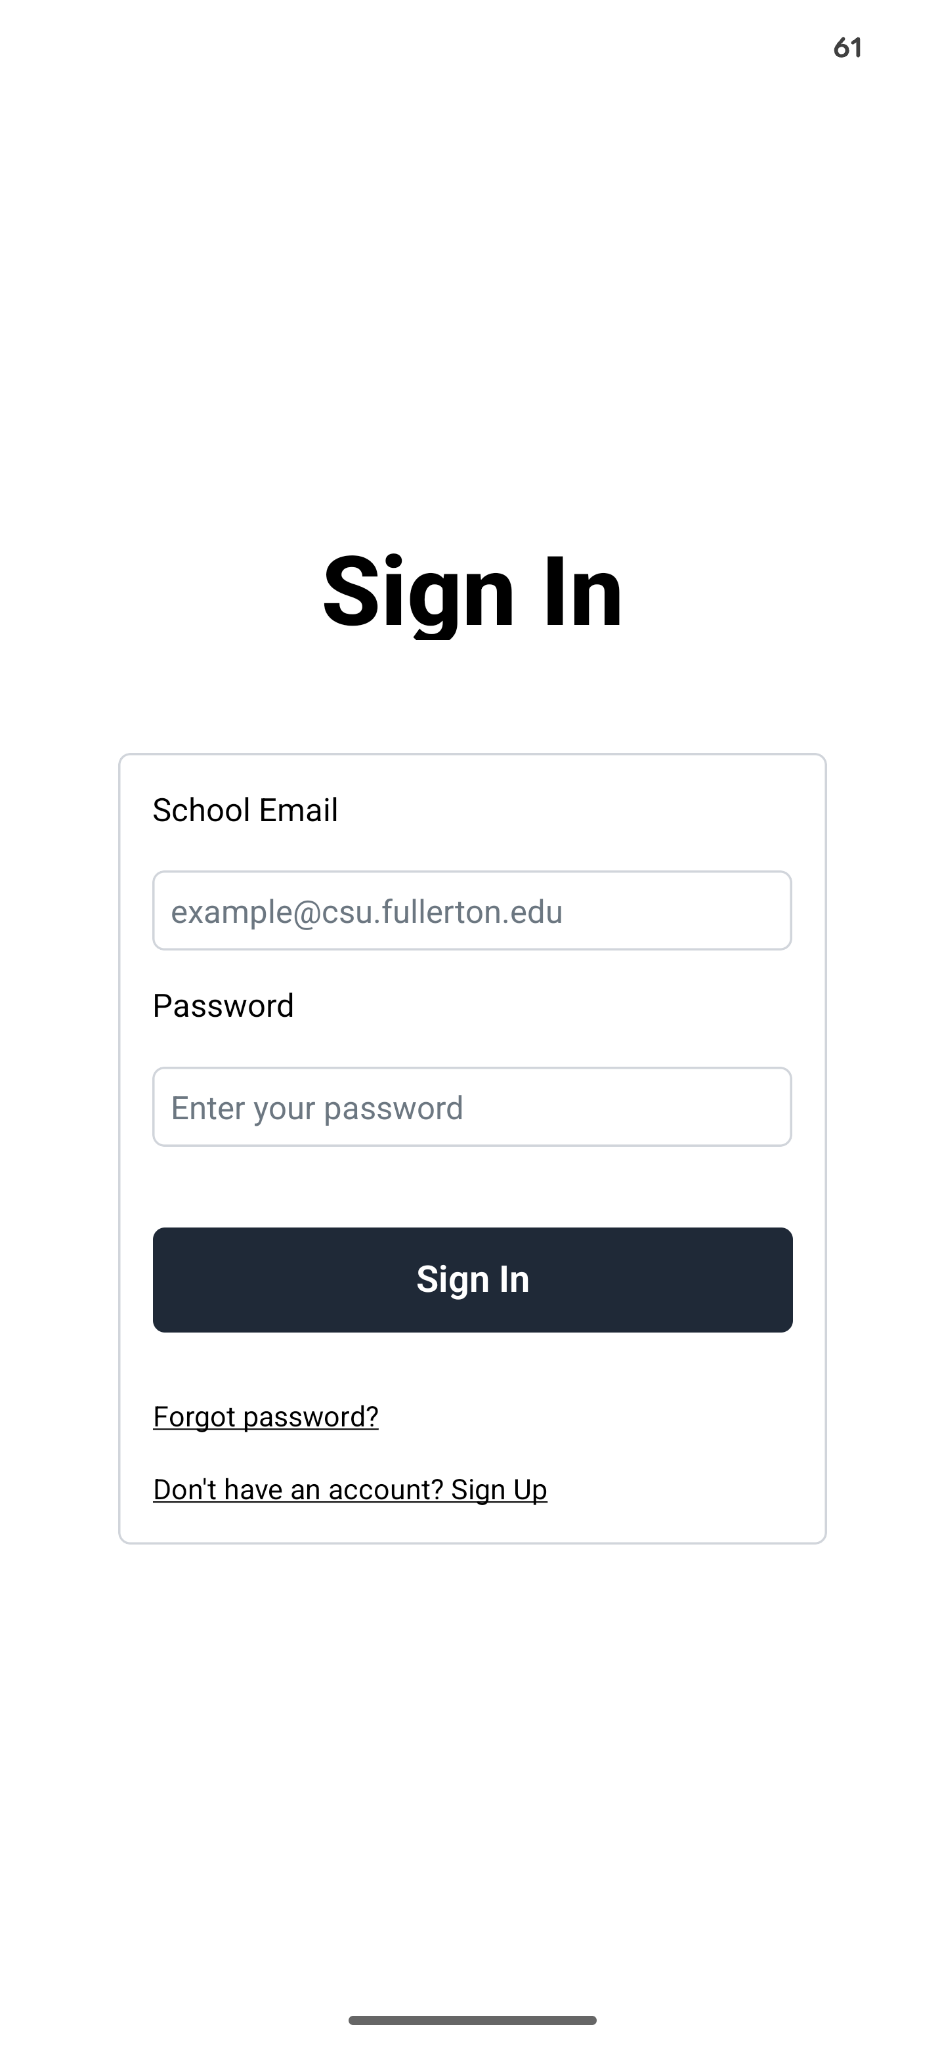 61
Sign In
School Email
example@csu.fullerton.edu
Password
Enter your password
Sign In
Forgot password?
Don't have an account? Sign Up